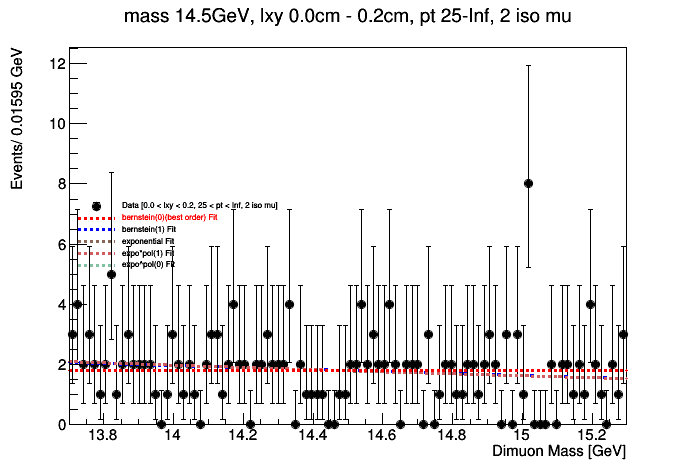 mass 14.5GeV, lxy 0.0cm - 0.2cm, pt 25-Inf, 2 iso mu
Events/ 0.01595 GeV
12
10
8
6
4
2
0
Data [0.0 < lxy < 0.2, 25 < pt < Inf, 2 iso mu]
bernstein(0)(best order) Fit
bernstein(1) Fit
exponential Fit
expo*pol(1) Fit
expo*pol(0) Fit
13.8 14 14.2 14.4 14.6 14.8 15 15.2
Dimuon Mass [GeV]